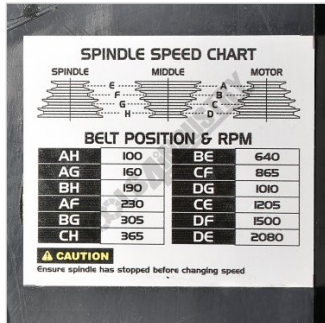 SPINDLE SPEED CHART
SPINDLE MIDDLE MOTOR
E A
F B
G C
H D
BELT POSITION & RPM
AH 100 BE 640
AG 160 CF 865
BH 190 DG 1010
AF 230 CE 1205
BG 305 DF 1500
CH 365 DE 2080
CAUTION
Ensure spindle has stopped before changing speed